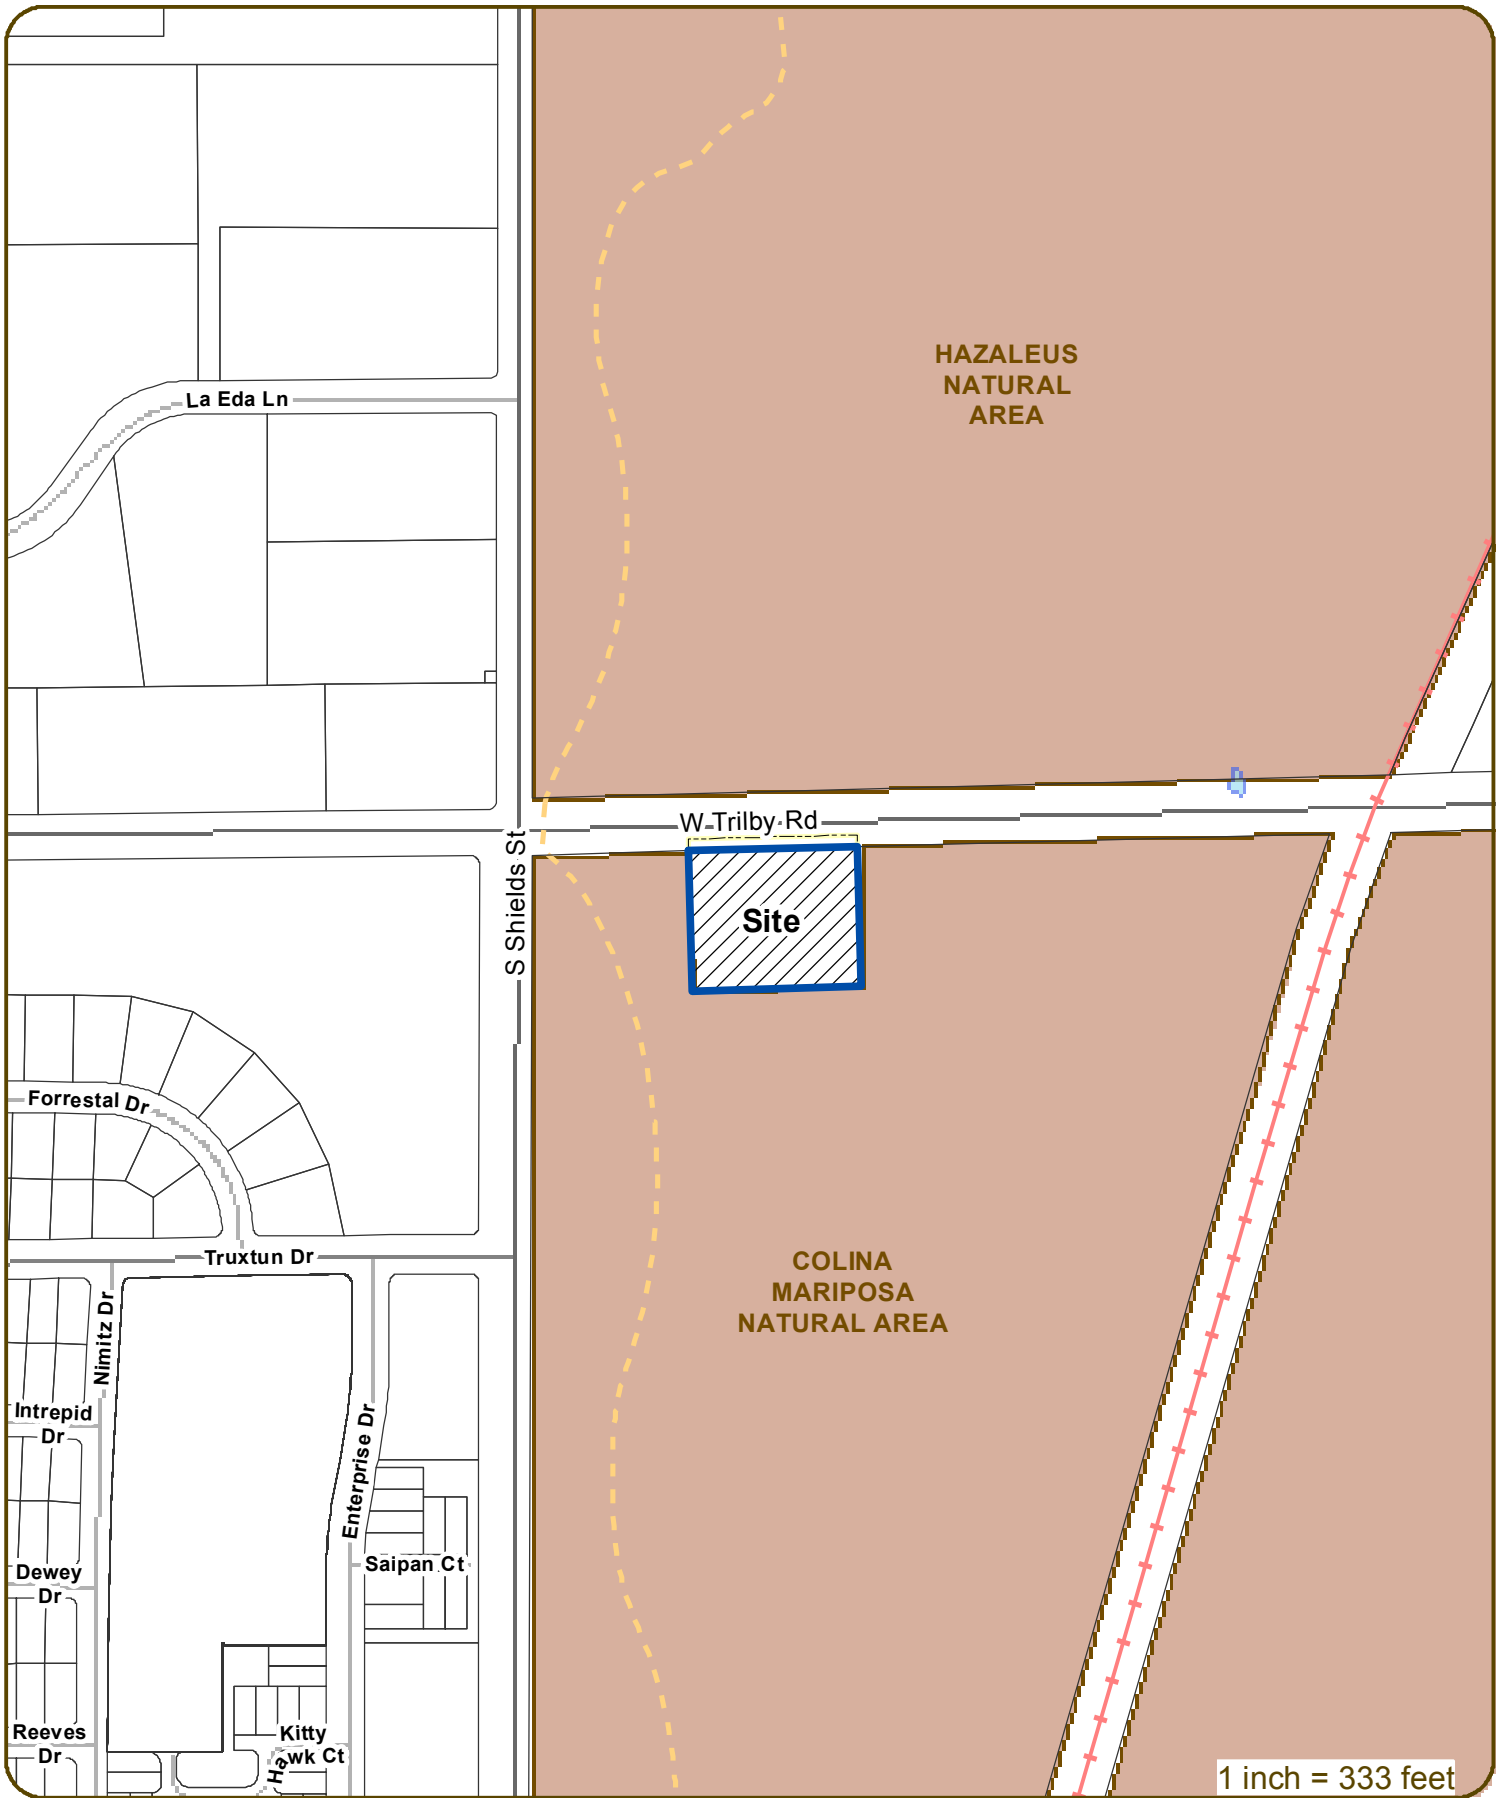 HAZALEUS
NATURAL
AREA
La Eda Ln
W Trilby Rd
S Shields St
Site
Forrestal Dr
Truxtun Dr
COLINA
MARIPOSA
NATURAL AREA
Nimitz Dr
Intrepid
Dr
Enterprise Dr
Saipan Ct
Dewey
Dr
Reeves
Dr
Kitty
Hawk Ct
1 inch = 333 feet